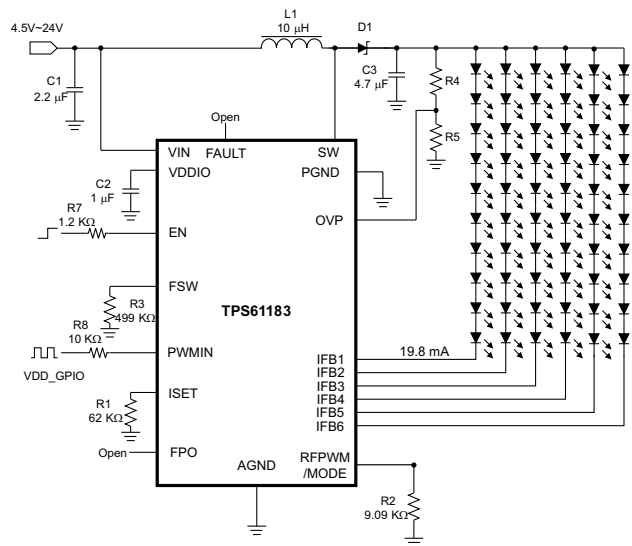 L1
10 μH
D1
4.5V~24V
C1
2.2 μF
C3
4.7 μF
R4
R5
Open
VIN
FAULT
SW
VDDIO
PGND
C2
1 μF
R7
1.2 KΩ
EN
OVP
FSW
R3
499 KΩ
TPS61183
R8
10 KΩ
PWMIN
VDD_GPIO
IFB1
19.8 mA
IFB2
IFB3
IFB4
IFB5
IFB6
ISET
R1
62 KΩ
Open
FPO
AGND
RFPWM
/MODE
R2
9.09 KΩ